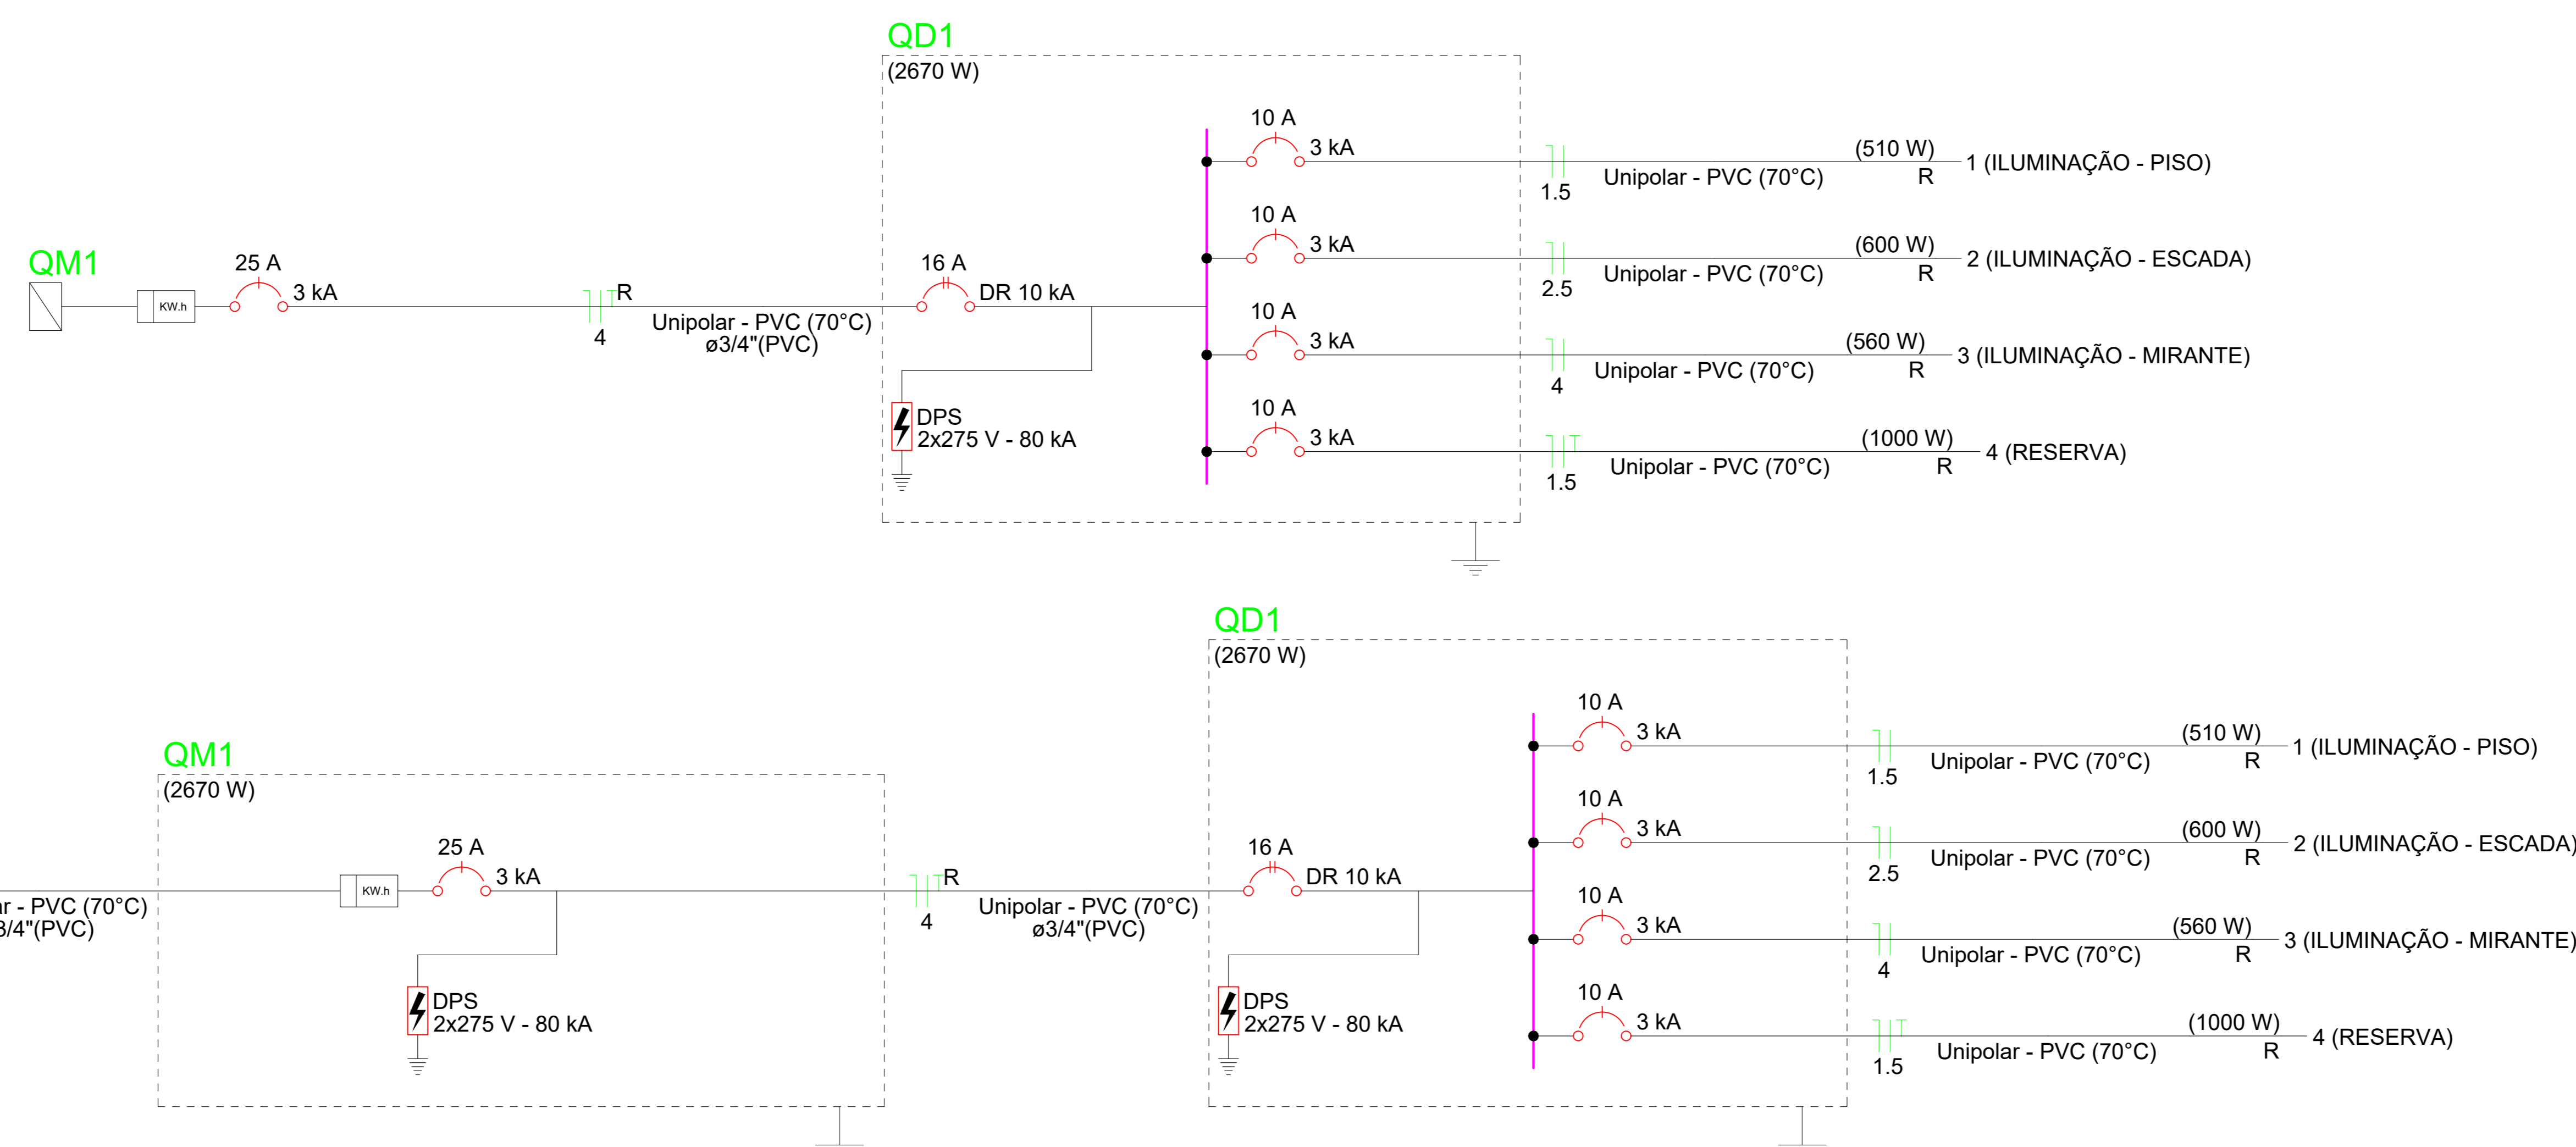 QD1
(2670 W)
10 A
3 kA
(510 W)
1 (ILUMINAÇÃO - PISO)
1.5
Unipolar - PVC (70°C)
R
10 A
3 kA
(600 W)
2 (ILUMINAÇÃO - ESCADA)
2.5
Unipolar - PVC (70°C)
R
QM1
KW.h
25 A
3 kA
R
4
Unipolar - PVC (70°C)
ø3/4"(PVC)
16 A
DR 10 kA
10 A
3 kA
(560 W)
3 (ILUMINAÇÃO - MIRANTE)
4
Unipolar - PVC (70°C)
R
DPS
2x275 V - 80 kA
10 A
3 kA
(1000 W)
4 (RESERVA)
1.5
Unipolar - PVC (70°C)
R
QD1
(2670 W)
10 A
3 kA
(510 W)
1 (ILUMINAÇÃO - PISO)
1.5
Unipolar - PVC (70°C)
R
QM1
(2670 W)
10 A
3 kA
(600 W)
2 (ILUMINAÇÃO - ESCADA)
2.5
Unipolar - PVC (70°C)
R
ar - PVC (70°C)
3/4"(PVC)
KW.h
25 A
3 kA
R
4
Unipolar - PVC (70°C)
ø3/4"(PVC)
16 A
DR 10 kA
10 A
3 kA
(560 W)
3 (ILUMINAÇÃO - MIRANTE)
4
Unipolar - PVC (70°C)
R
DPS
2x275 V - 80 kA
DPS
2x275 V - 80 kA
10 A
3 kA
(1000 W)
4 (RESERVA)
1.5
Unipolar - PVC (70°C)
R